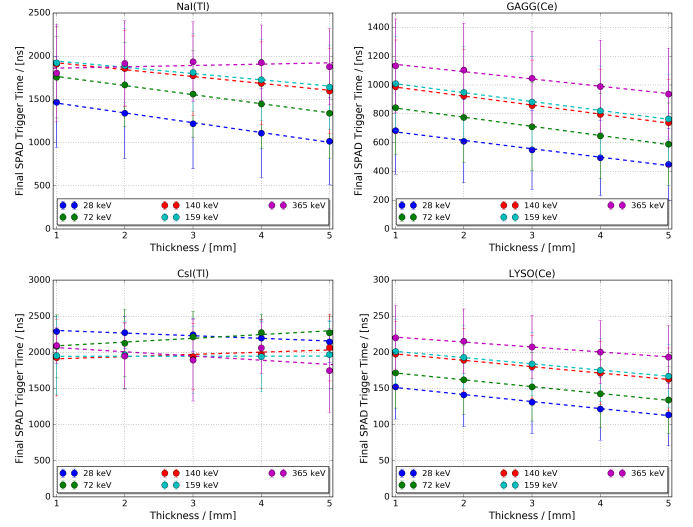 NaI(Tl)
Final SPAD Trigger Time / [ns]
2500
2000
1500
1000
500
0
28 keV
72 keV
140 keV
159 keV
365 keV
1 2 3 4 5
Thickness / [mm]
GAGG(Ce)
Final SPAD Trigger Time / [ns]
1400
1200
1000
800
600
400
200
0
28 keV
72 keV
140 keV
159 keV
365 keV
1 2 3 4 5
Thickness / [mm]
CsI(Tl)
Final SPAD Trigger Time / [ns]
3000
2500
2000
1500
1000
500
0
28 keV
72 keV
140 keV
159 keV
365 keV
1 2 3 4 5
Thickness / [mm]
LYSO(Ce)
Final SPAD Trigger Time / [ns]
300
250
200
150
100
50
0
28 keV
72 keV
140 keV
159 keV
365 keV
1 2 3 4 5
Thickness / [mm]